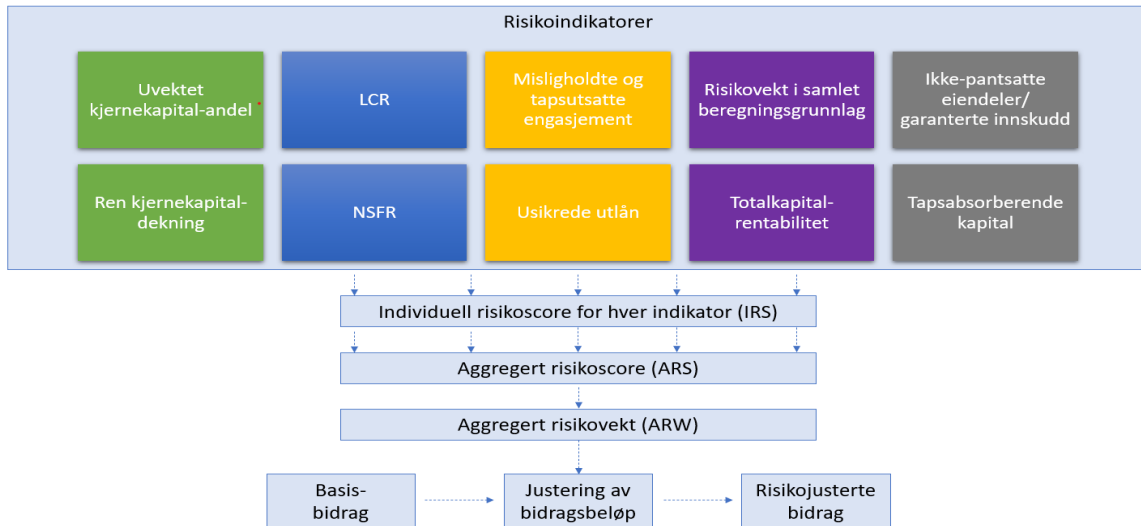 Risikoindikatorer
Uvektet
kjernekapital-andel
LCR
Misligholdte og
tapsutsatte
engasjement
Risikovekt i samlet
beregningsgrunnlag
Ikke-pantsatte
eiendeler/
garanterte innskudd
Ren kjernekapital-
dekning
NSFR
Usikrede utlån
Totalkapital-
rentabilitet
Tapsabsorberende
kapital
Individuell risikoscore for hver indikator (IRS)
Aggregert risikoscore (ARS)
Aggregert risikovekt (ARW)
Basis-
bidrag
Justering av
bidragsbeløp
Risikojusterte
bidrag